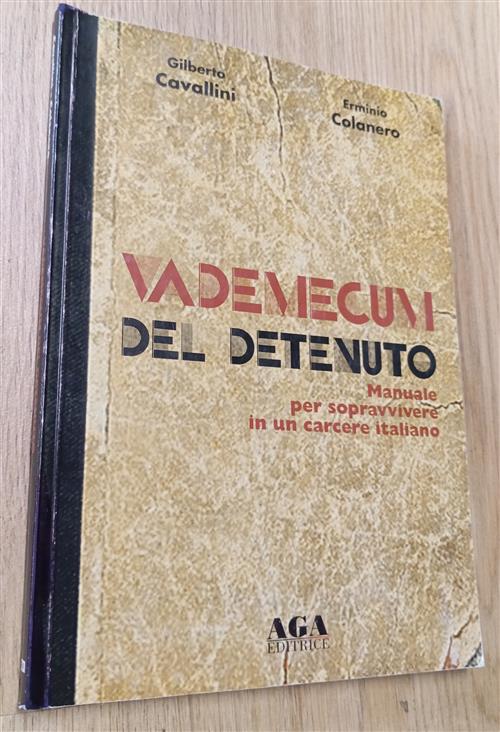 Gilberto
Cavallini
Erminio
Colanero
VADEMECUM
DEL DETENUTO
Manuale
per sopravvivere
in un carcere italiano
AGA
EDITRICE